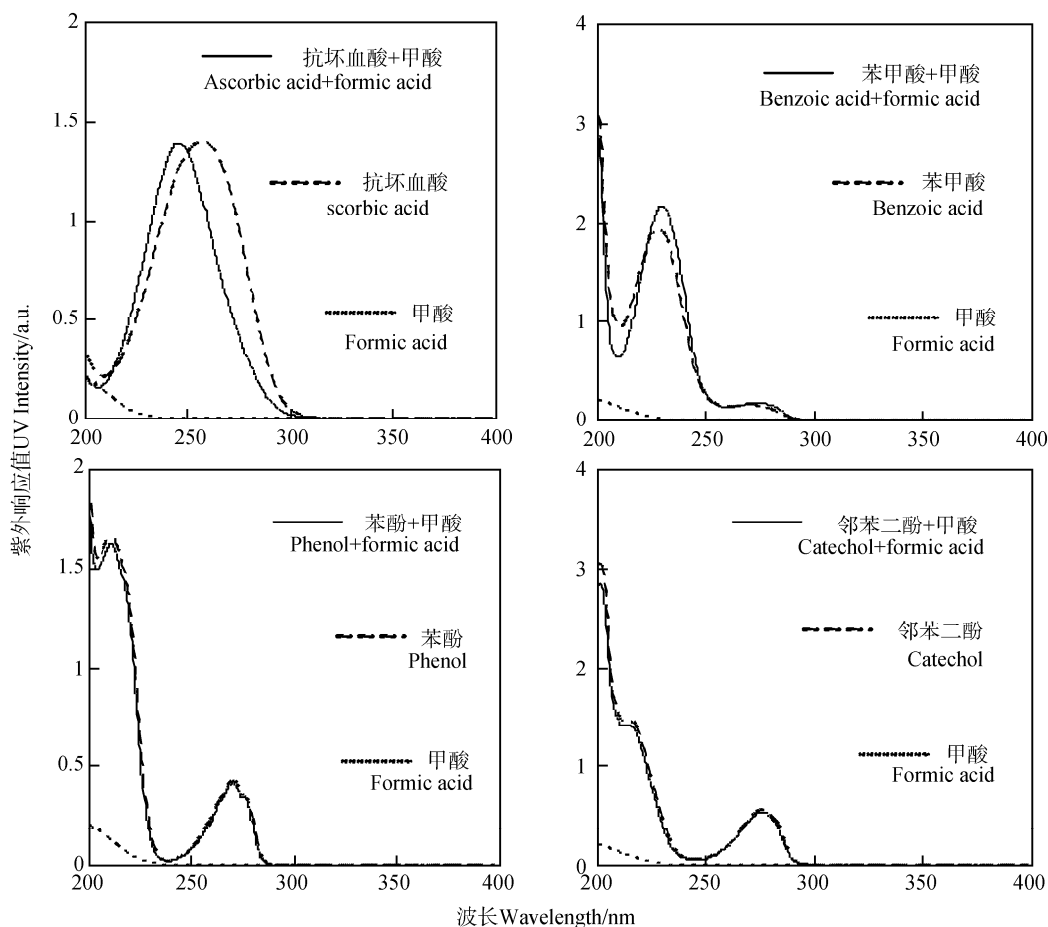 紫外响应值UV Intensity/a.u.
2
1.5
1
0.5
0
200
250
300
350
400
抗坏血酸+甲酸
Ascorbic acid+formic acid
抗坏血酸
scorbic acid
甲酸
Formic acid
4
3
2
1
0
200
250
300
350
400
苯甲酸+甲酸
Benzoic acid+formic acid
苯甲酸
Benzoic acid
甲酸
Formic acid
2
1.5
1
0.5
0
200
250
300
350
400
苯酚+甲酸
Phenol+formic acid
苯酚
Phenol
甲酸
Formic acid
4
3
2
1
0
200
250
300
350
400
邻苯二酚+甲酸
Catechol+formic acid
邻苯二酚
Catechol
甲酸
Formic acid
波长Wavelength/nm